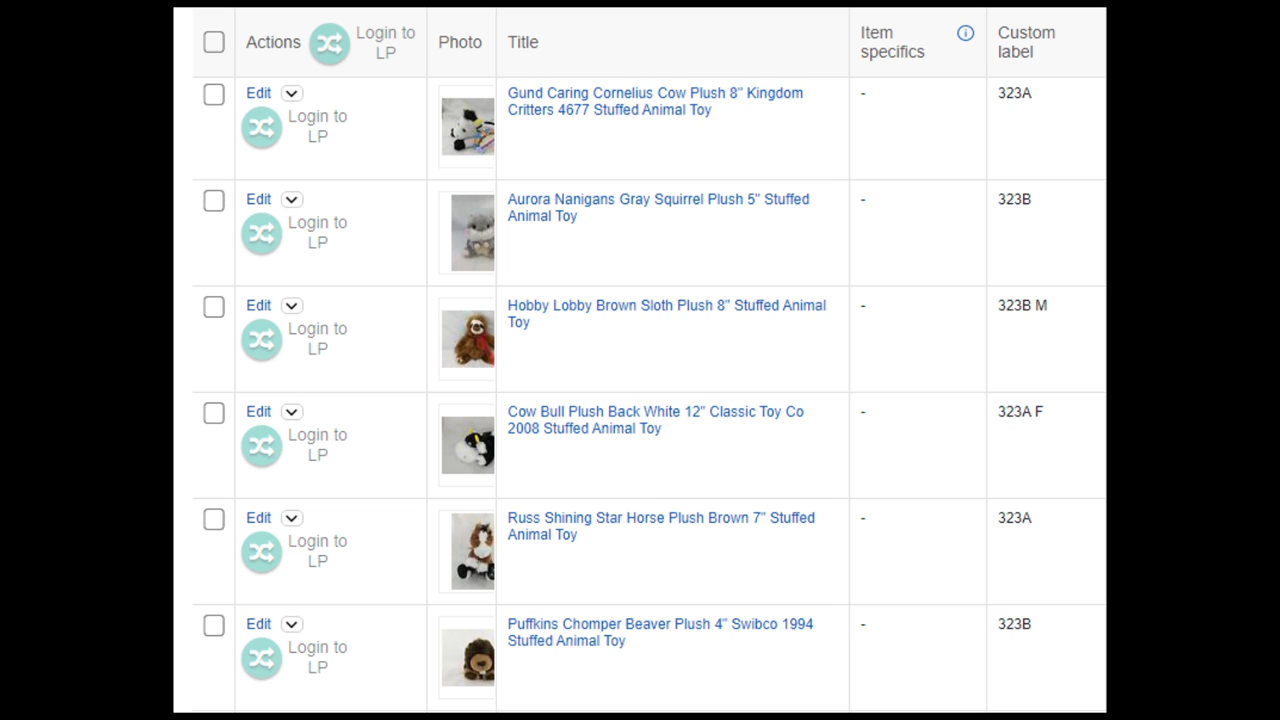 Actions Login to LP Photo Title Item specifics Custom label
Edit
Login to
LP
Gund Caring Cornelius Cow Plush 8" Kingdom
Critters 4677 Stuffed Animal Toy
-
323A
Edit
Login to
LP
Aurora Nanigans Gray Squirrel Plush 5" Stuffed
Animal Toy
-
323B
Edit
Login to
LP
Hobby Lobby Brown Sloth Plush 8" Stuffed Animal
Toy
-
323B M
Edit
Login to
LP
Cow Bull Plush Back White 12" Classic Toy Co
2008 Stuffed Animal Toy
-
323A F
Edit
Login to
LP
Russ Shining Star Horse Plush Brown 7" Stuffed
Animal Toy
-
323A
Edit
Login to
LP
Puffkins Chomper Beaver Plush 4" Swibco 1994
Stuffed Animal Toy
-
323B